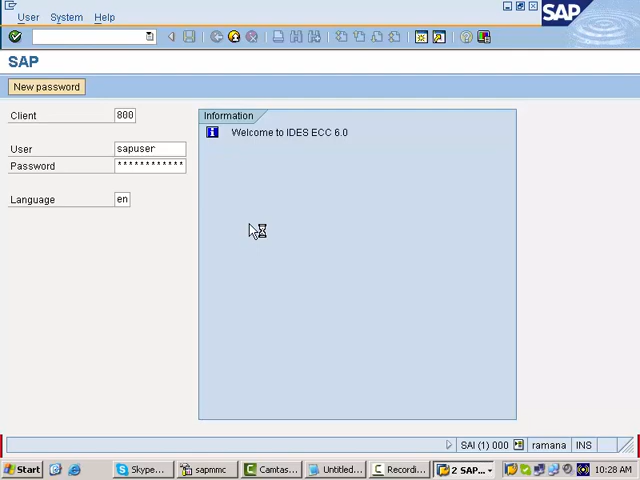 User System Help
SAP
SAP
New password
Client 800
Information
Welcome to IDES ECC 6.0
User sapuser
Password ************
Language en
SAI (1) 000 ramana INS
Start Skype... sapmmc Camtas... Untitled... Recordi... 2 SAP... 10:28 AM